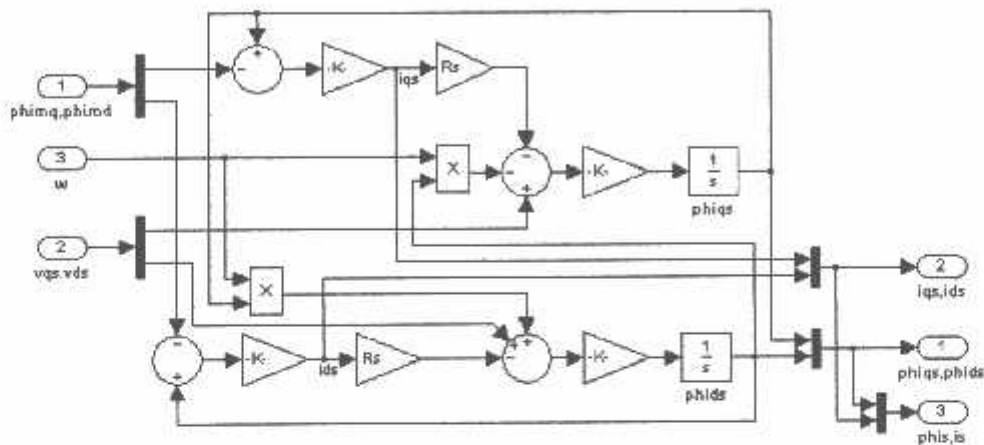 -K-
iqs
Rs
1
phimq,phimd
3
w
X
-K-
1
s
phiqs
2
vqs.vds
X
2
iqs,ids
-K-
ids
Rs
-K-
1
s
phids
1
phiqs,phids
3
phis,is